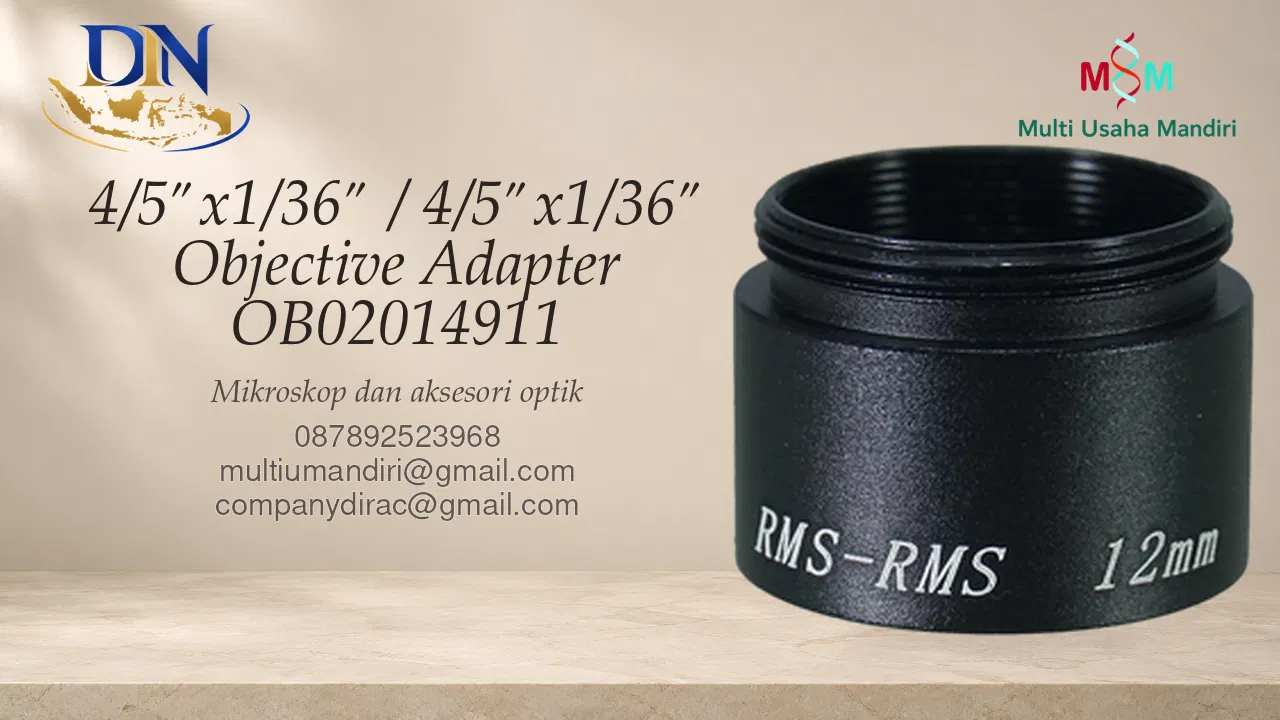 DN
MSM
Multi Usaha Mandiri
4/5″x1/36″ / 4/5″x1/36″
Objective Adapter
OB02014911
Mikroskop dan aksesori optik
087892523968
multiumandiri@gmail.com
companydirac@gmail.com
RMS-RMS 12mm